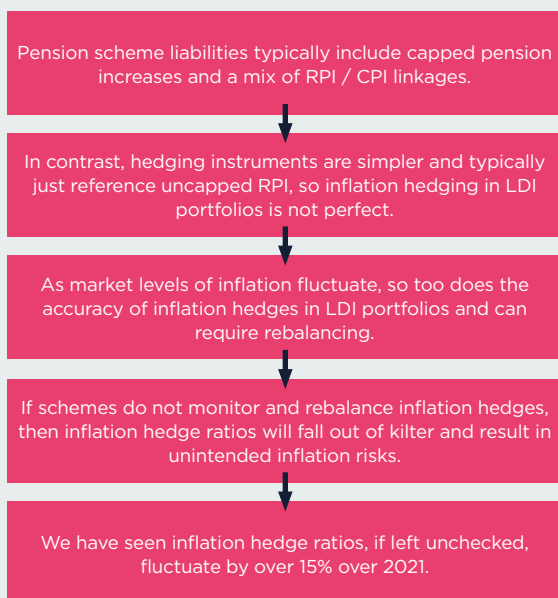 Pension scheme liabilities typically include capped pension
increases and a mix of RPI / CPI linkages.
In contrast, hedging instruments are simpler and typically
just reference uncapped RPI, so inflation hedging in LDI
portfolios is not perfect.
As market levels of inflation fluctuate, so too does the
accuracy of inflation hedges in LDI portfolios and can
require rebalancing.
If schemes do not monitor and rebalance inflation hedges,
then inflation hedge ratios will fall out of kilter and result in
unintended inflation risks.
We have seen inflation hedge ratios, if left unchecked,
fluctuate by over 15% over 2021.